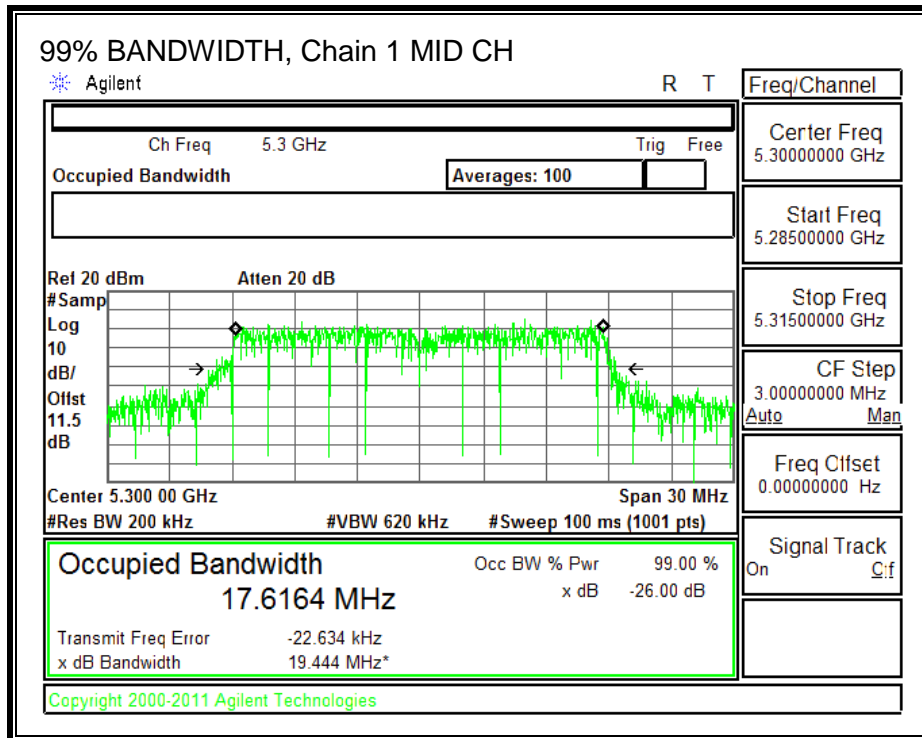 99% BANDWIDTH, Chain 1 MID CH
Agilent R T
Freq/Channel
Ch Freq 5.3 GHz Trig Free
Occupied Bandwidth Averages: 100
Center Freq
5.30000000 GHz
Start Freq
5.28500000 GHz
Stop Freq
5.31500000 GHz
CF Step
3.00000000 MHz
Auto Man
Freq Offset
0.00000000 Hz
Signal Track
On Off
Ref 20 dBm Atten 20 dB
#Samp
Log
10
dB/
Offst
11.5
dB
Center 5.300 00 GHz Span 30 MHz
#Res BW 200 kHz #VBW 620 kHz #Sweep 100 ms (1001 pts)
Occupied Bandwidth
17.6164 MHz
Occ BW % Pwr 99.00 %
x dB -26.00 dB
Transmit Freq Error -22.634 kHz
x dB Bandwidth 19.444 MHz*
Copyright 2000-2011 Agilent Technologies